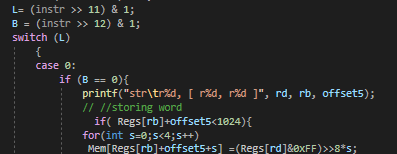 L= (instr >> 11) & 1;
B = (instr >> 12) & 1;
switch (L)
{
case 0:
if (B == 0){
printf("str\tr%d, [ r%d, r%d ]", rd, rb, offset5);
// //storing word
if( Regs[rb]+offset5<1024){
for(int s=0;s<4;s++)
Mem[Regs[rb]+offset5+s] =(Regs[rd]&0xFF)>>8*s;